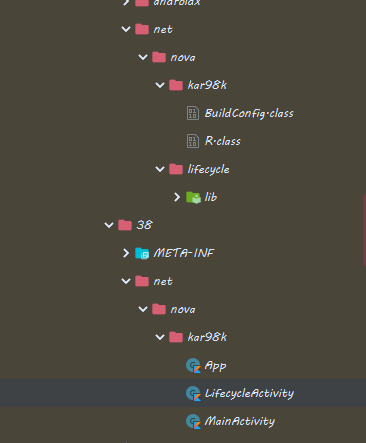 androidx
net
nova
kar98k
BuildConfig.class
R.class
lifecycle
lib
38
META-INF
net
nova
kar98k
App
LifecycleActivity
MainActivity